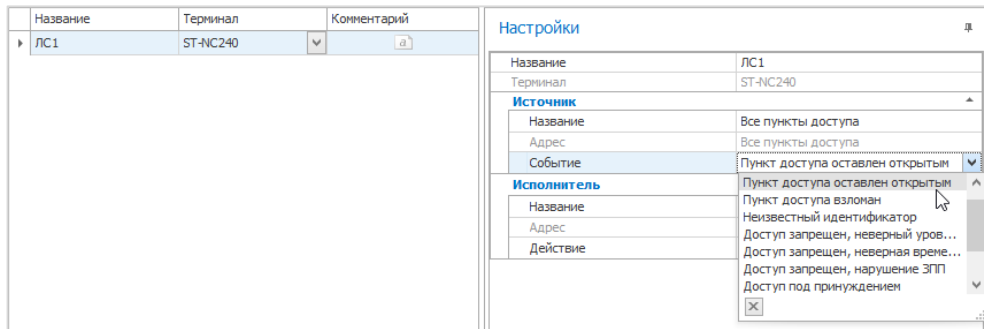 Название Терминал Комментарий
ЛС1 ST-NC240 a
Настройки
Название ЛС1
Терминал ST-NC240
Источник
Название Все пункты доступа
Адрес Все пункты доступа
Событие Пункт доступа оставлен открытым
Исполнитель
Название
Адрес
Действие
Пункт доступа оставлен открытым
Пункт доступа взломан
Неизвестный идентификатор
Доступ запрещен, неверный уров...
Доступ запрещен, неверная време...
Доступ запрещен, нарушение ЗПП
Доступ под принуждением